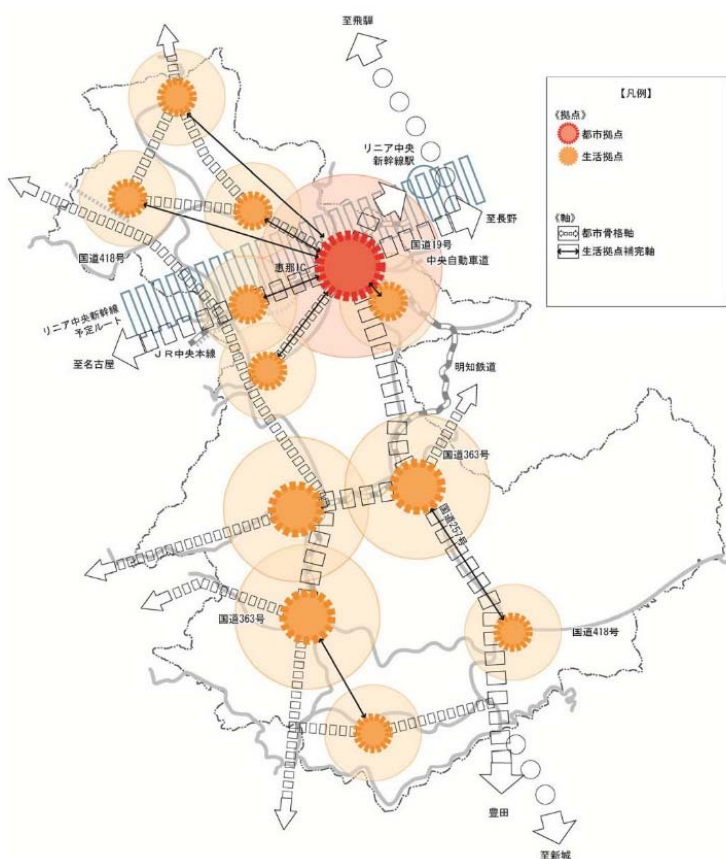 至飛騨
【凡例】
《拠点》
都市拠点
生活拠点
《軸》
都市骨格軸
生活拠点補完軸
リニア中央
新幹線駅
至長野
国道19号
中央自動車道
国道418号
恵那IC
リニア中央新幹線
予定ルート
JR中央本線
至名古屋
明知鉄道
国道363号
国道257号
国道363号
国道418号
豊田
至新城